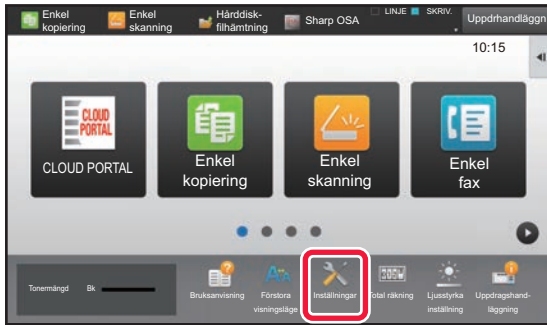 Enkel kopiering
Enkel skanning
Hårddisk-filhämtning
Sharp OSA
LINJE
SKRIV.
Uppdrhandläggn
10:15
CLOUD PORTAL
CLOUD PORTAL
Enkel
kopiering
Enkel
skanning
Enkel
fax
Tonermängd Bk
Bruksanvisning
Förstora
visningsläge
Inställningar
Total räkning
Ljusstyrka
inställning
Uppdragshand-
läggning